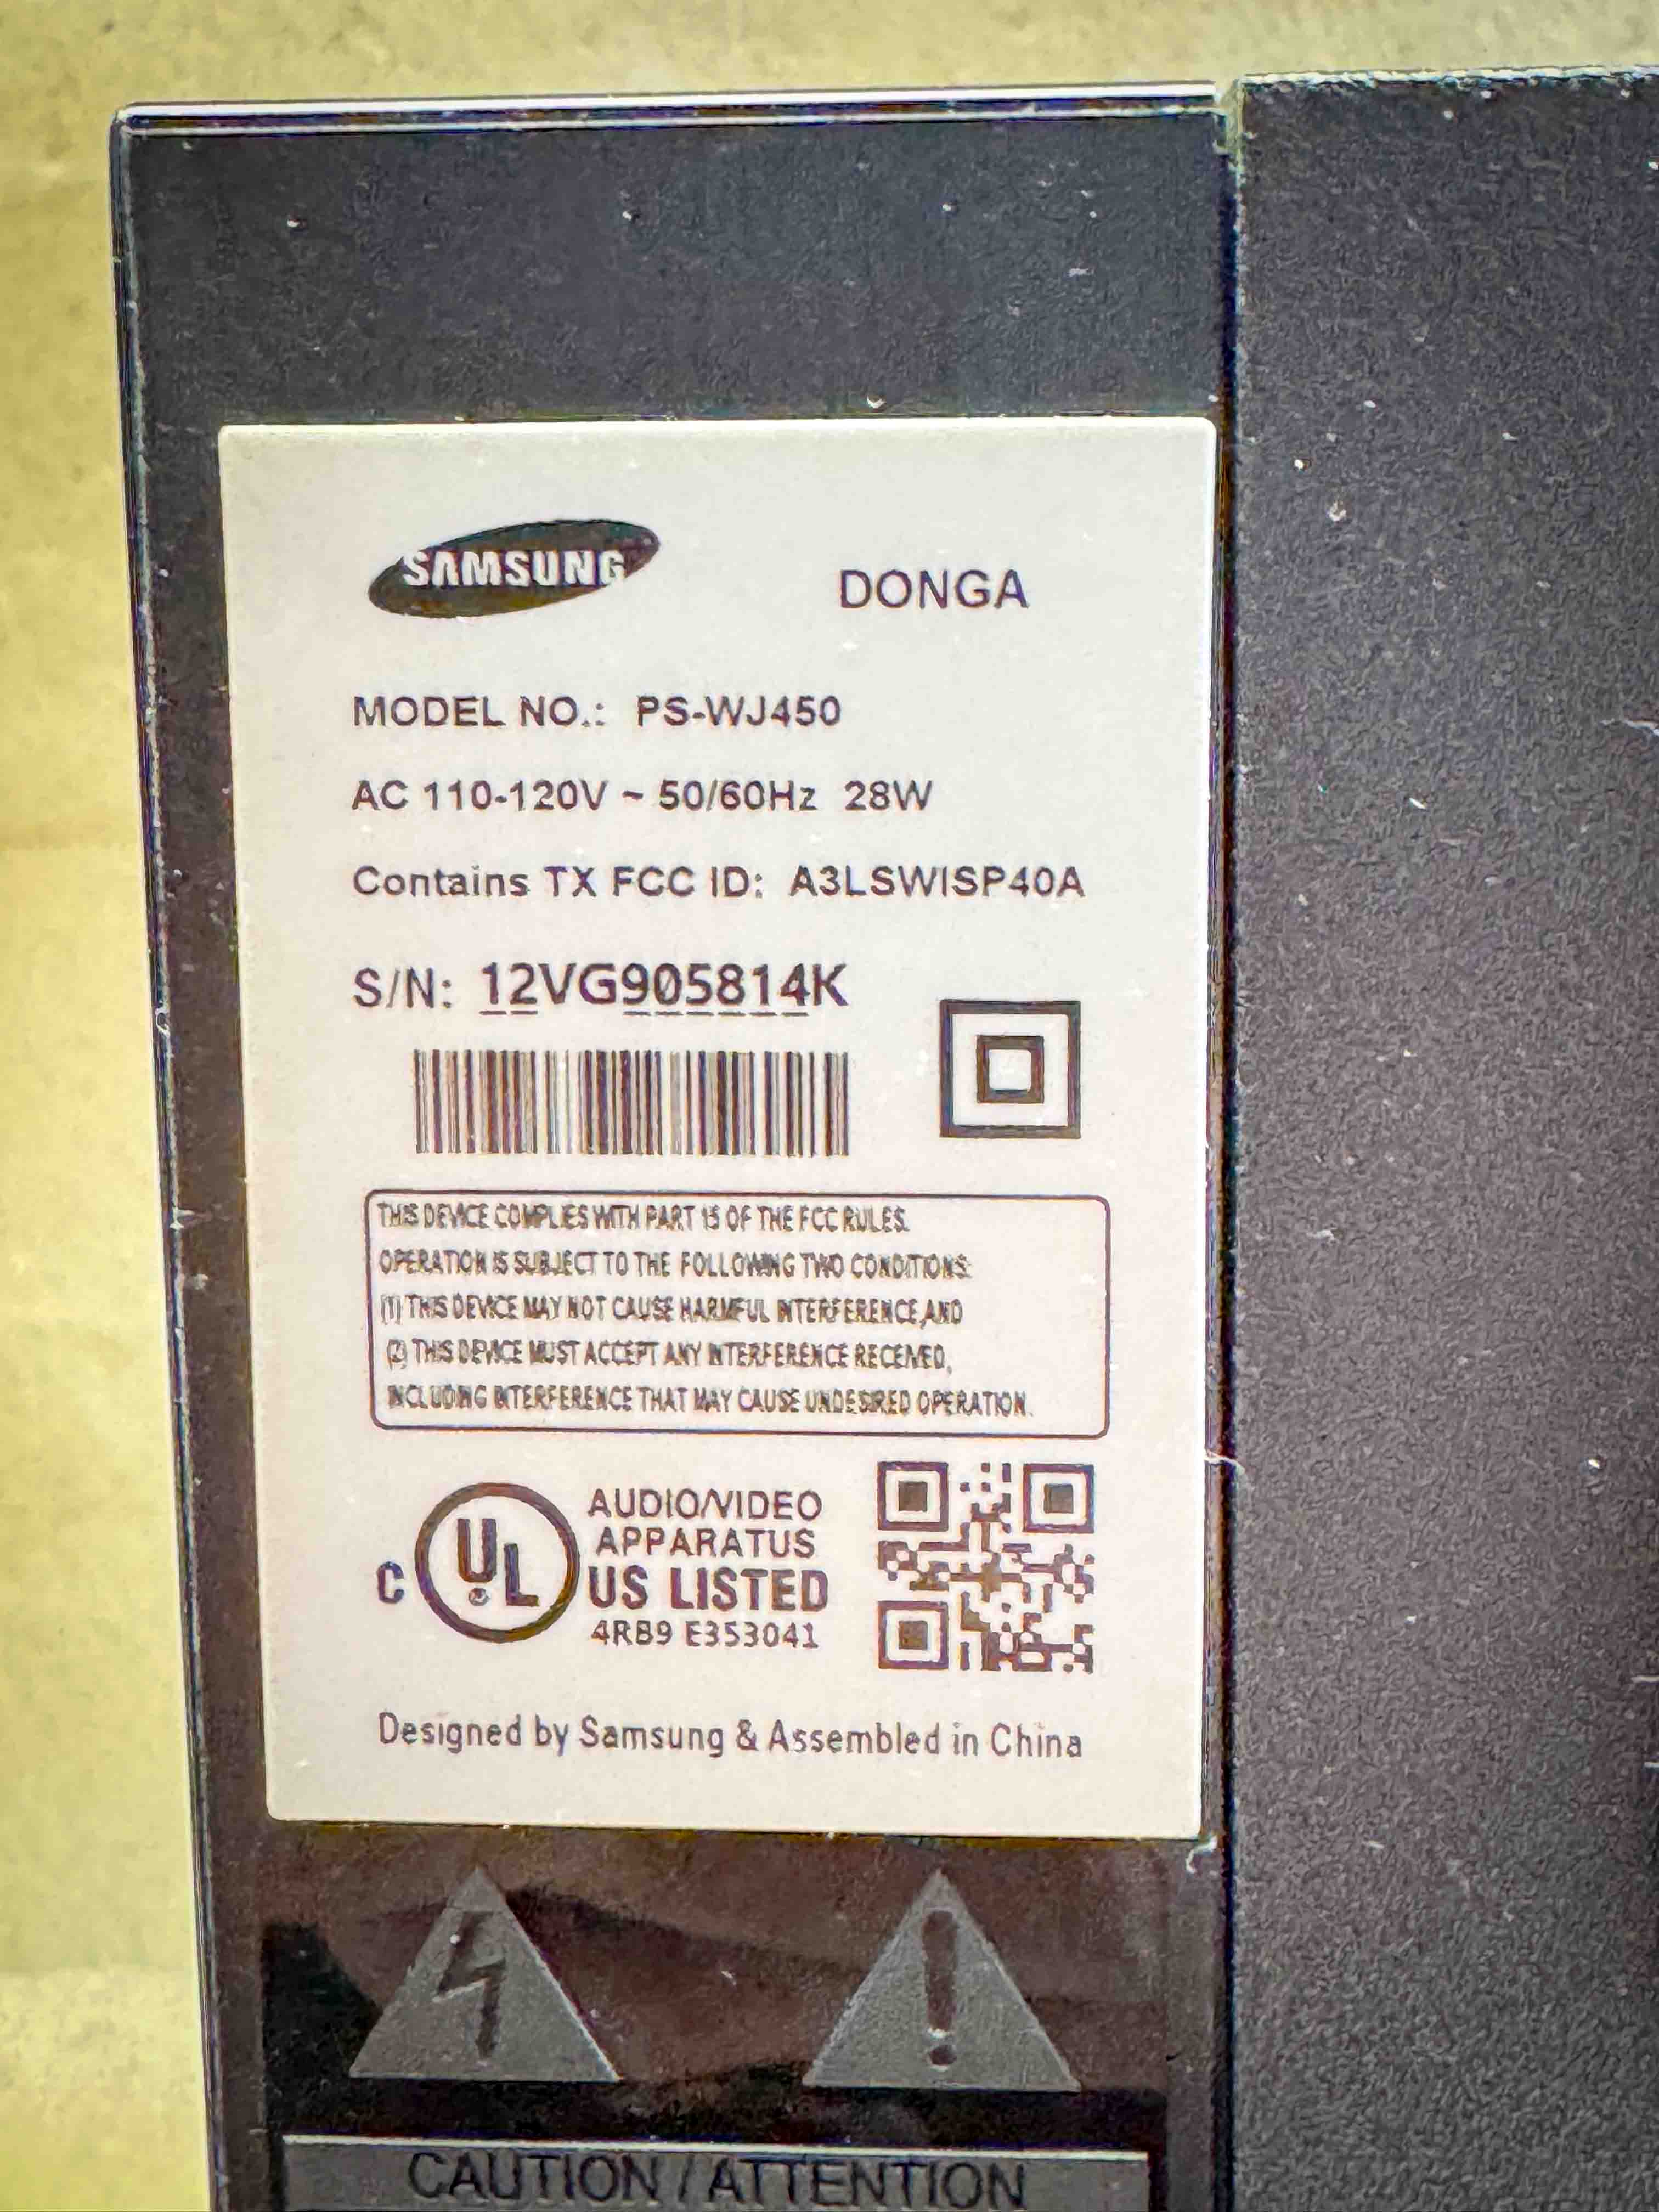 SAMSUNG
DONGA
MODEL NO.: PS-WJ450
AC 110-120V ~ 50/60Hz 28W
Contains TX FCC ID: A3LSWISP40A
S/N: 12VG905814K
THIS DEVICE COMPLIES WITH PART 15 OF THE FCC RULES.
OPERATION IS SUBJECT TO THE FOLLOWING TWO CONDITIONS:
(1) THIS DEVICE MAY NOT CAUSE HARMFUL INTERFERENCE,AND
(2) THIS DEVICE MUST ACCEPT ANY INTERFERENCE RECEIVED,
INCLUDING INTERFERENCE THAT MAY CAUSE UNDESIRED OPERATION.
C UL
AUDIO/VIDEO
APPARATUS
US LISTED
4RB9 E353041
Designed by Samsung & Assembled in China
CAUTION / ATTENTION